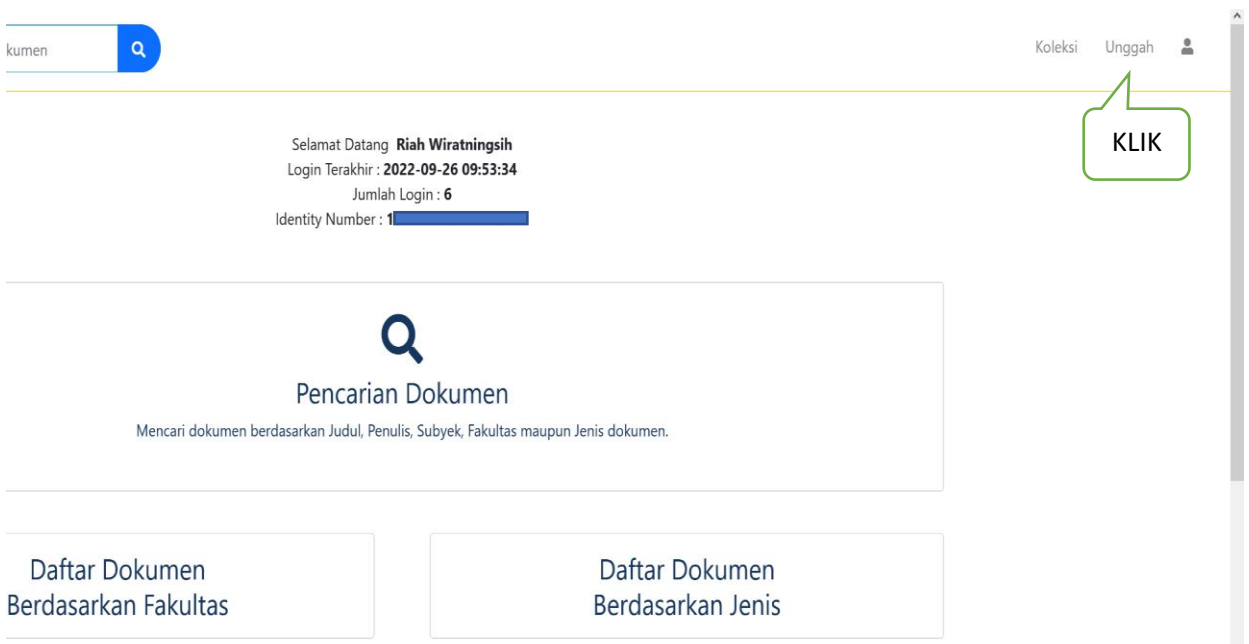 kumen
Koleksi Unggah
KLIK
Selamat Datang Riah Wiratningsih
Login Terakhir : 2022-09-26 09:53:34
Jumlah Login : 6
Identity Number : 1
Pencarian Dokumen
Mencari dokumen berdasarkan Judul, Penulis, Subyek, Fakultas maupun Jenis dokumen.
Daftar Dokumen
Berdasarkan Fakultas
Daftar Dokumen
Berdasarkan Jenis